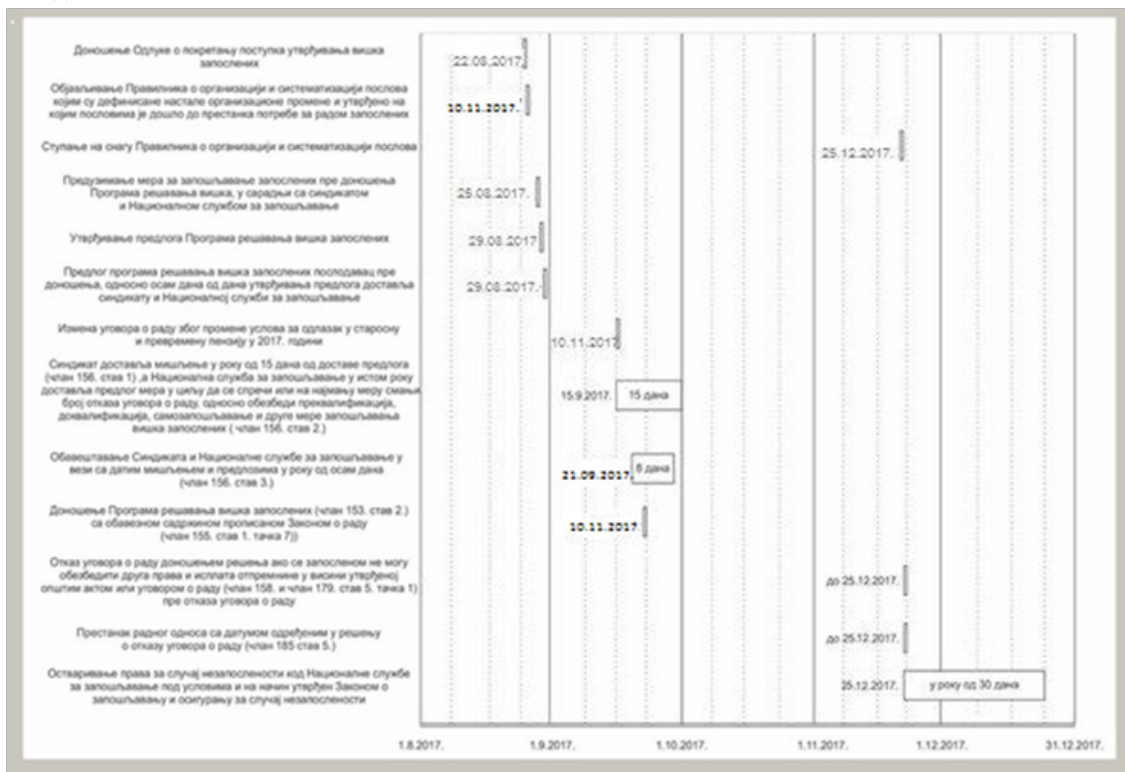 Доношење Одлуке о покретању поступка утврђивања вишка
запослених
22.08.2017.
Објављивање Правилника о организацији и систематизацији послова
којим су дефинисане настале организационе промене и утврђено на
којим пословима је дошло до престанка потребе за радом запослених
10.11.2017.
Ступање на снагу Правилника о организацији и систематизацији послова
25.12.2017.
Предузимање мера за запошљавање запослених пре доношења
Програма решавања вишка, у сарадњи са синдикатом
и Националном службом за запошљавање
25.08.2017.
Утврђивање предлога Програма решавања вишка запослених
29.08.2017
Предлог програма решавања вишка запослених послодавац пре
доношења, односно осам дана од дана утврђивања предлога доставља
синдикату и Националној служби за запошљавање
29.08.2017.
Измена уговора о раду због промене услова за одлазак у старосну
и превремену пензију у 2017. години
10.11.2017
Синдикат доставља мишљење у року од 15 дана од доставе предлога
(члан 156. став 1) ,а Национална служба за запошљавање у истом року
доставља предлог мера у циљу да се спречи или на најмању меру смањи
број отказа уговора о раду, односно обезбеди преквалификација,
доквалификација, самозапошљавање и друге мере запошљавања
вишка запослених ( члан 156. став 2.)
15.9.2017.
15 дана
Обавештавање Синдиката и Националне службе за запошљавање у
вези са датим мишљењем и предлозима у року од осам дана
(члан 156. став 3.)
21.09.2017.
8 дана
Доношење Програма решавања вишка запослених (члан 153. став 2.)
са обавезном садржином прописаном Законом о раду
(члан 155. став 1. тачка 7))
10.11.2017.
Отказ уговора о раду доношењем решења ако се запосленом не могу
обезбедити друга права и исплата отпремнине у висини утврђеној
општим актом или уговором о раду (члан 158. и члан 179. став 5. тачка 1)
пре отказа уговора о раду
до 25.12.2017.
Престанак радног односа са датумом одређеним у решењу
о отказу уговора о раду (члан 185 став 5.)
до 25.12.2017.
Остваривање права за случај незапослености код Националне службе
за запошљавање под условима и на начин утврђен Законом о
запошљавању и осигурању за случај незапослености
25.12.2017.
у року од 30 дана
1.8.2017.
1.9.2017.
1.10.2017.
1.11.2017.
1.12.2017.
31.12.2017.